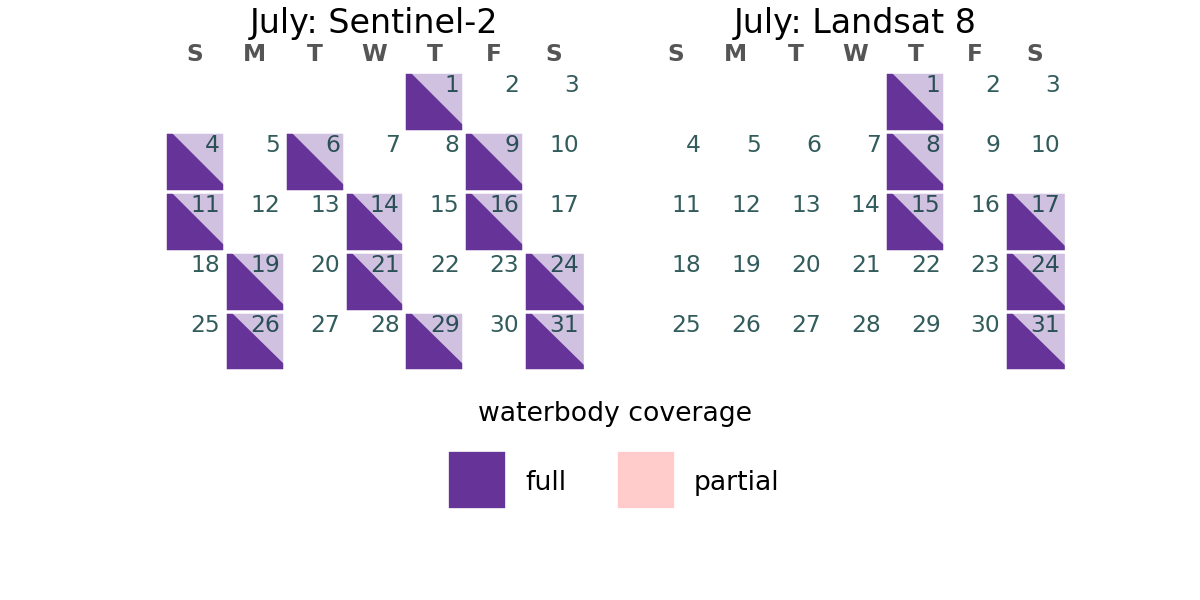 July: Sentinel-2
S M T W T F S
1 2 3
4 5 6 7 8 9 10
11 12 13 14 15 16 17
18 19 20 21 22 23 24
25 26 27 28 29 30 31
July: Landsat 8
S M T W T F S
1 2 3
4 5 6 7 8 9 10
11 12 13 14 15 16 17
18 19 20 21 22 23 24
25 26 27 28 29 30 31
waterbody coverage
full partial